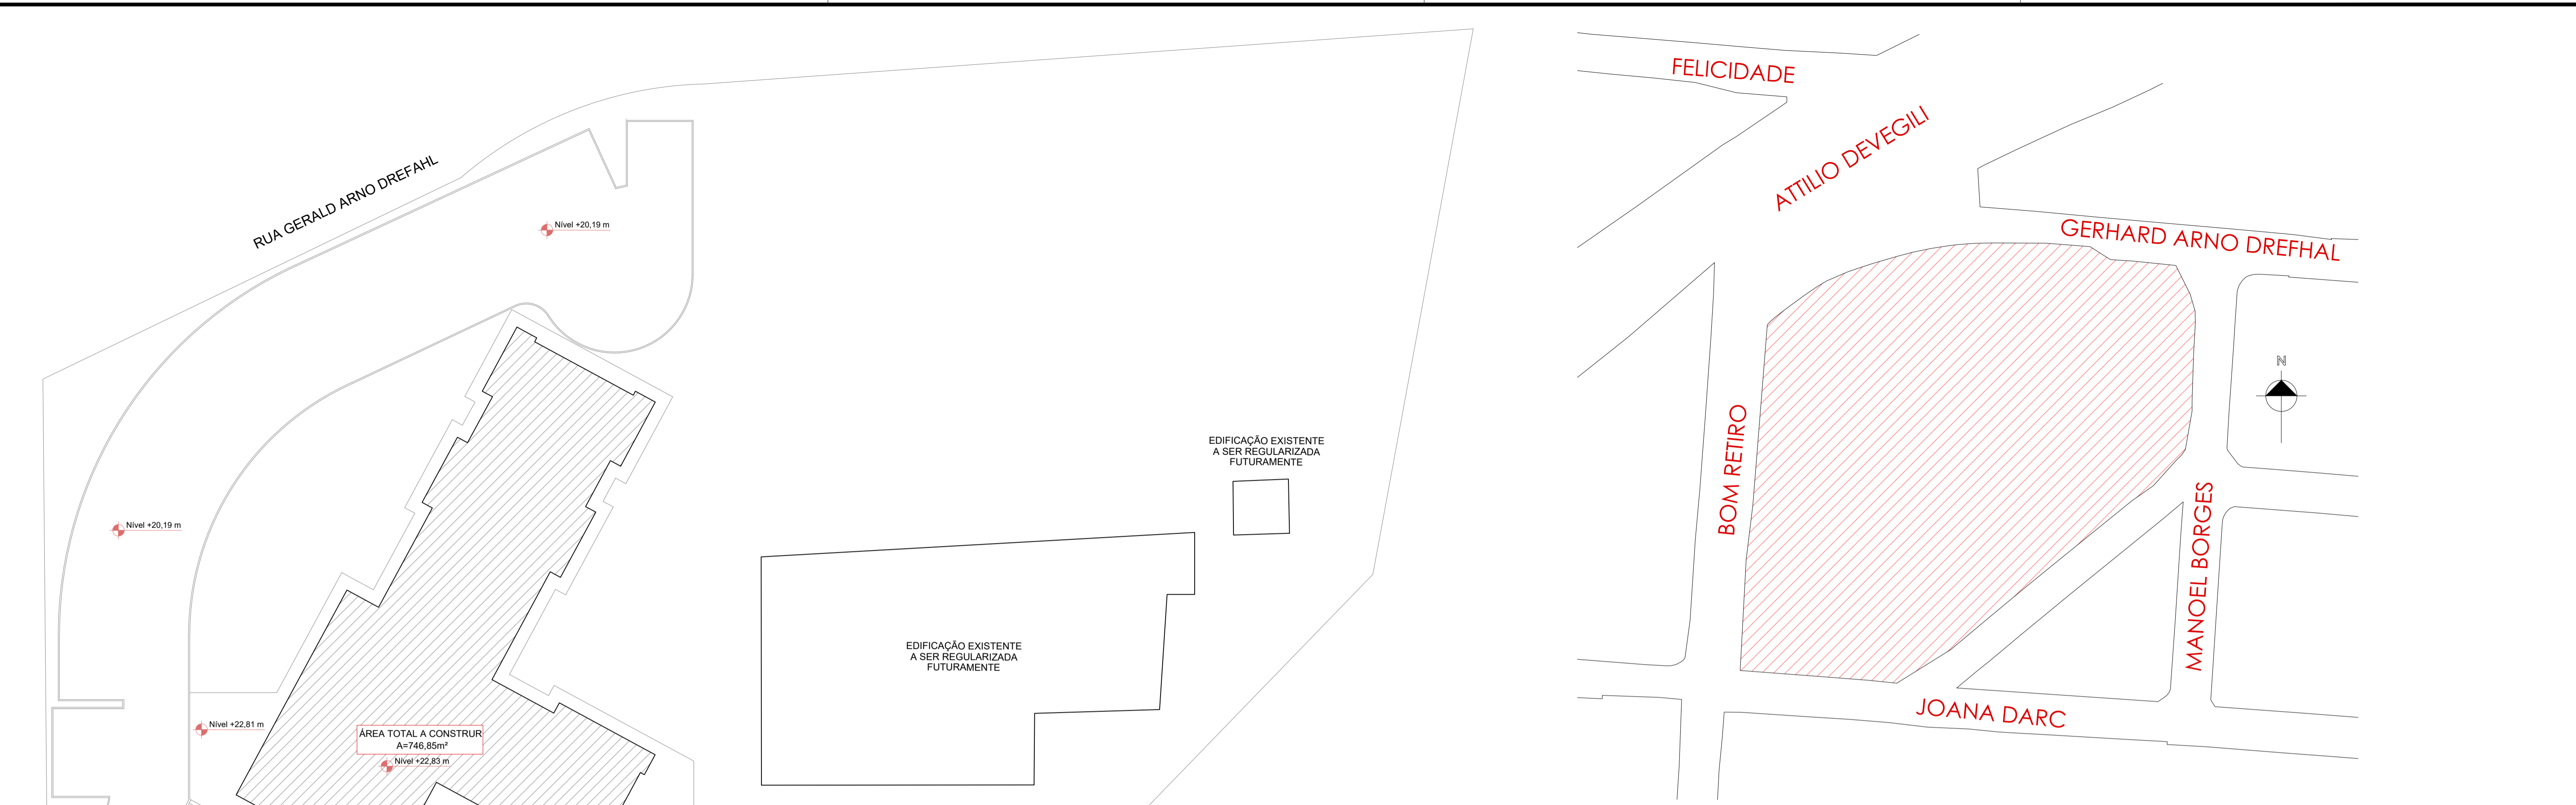 RUA GERALD ARNO DREFAHL
Nível +20,19 m
Nível +20,19 m
Nível +22,81 m
ÁREA TOTAL A CONSTRUR
A=746,85m²
Nível +22,83 m
EDIFICAÇÃO EXISTENTE
A SER REGULARIZADA
FUTURAMENTE
EDIFICAÇÃO EXISTENTE
A SER REGULARIZADA
FUTURAMENTE
FELICIDADE
ATTILIO DEVEGILI
GERHARD ARNO DREFHAL
N
BOM RETIRO
MANOEL BORGES
JOANA DARC